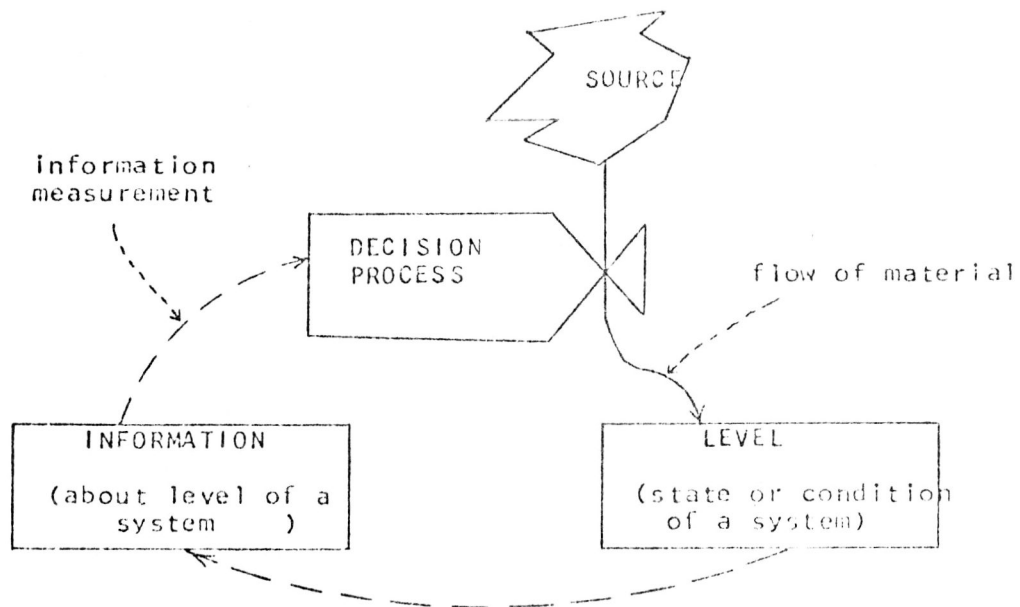 SOURCE
information
measurement
DECISION
PROCESS
flow of material
INFORMATION
(about level of a
system )
LEVEL
(state or condition
of a system)